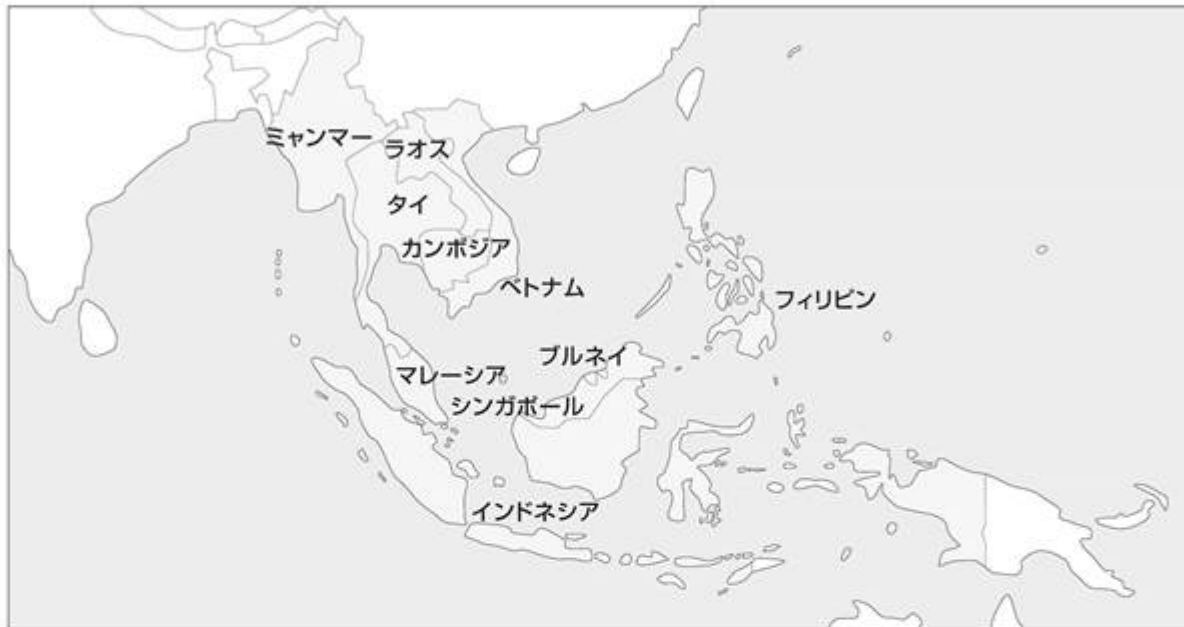 ミャンマー
ラオス
タイ
カンボジア
ベトナム
フィリピン
ブルネイ
マレーシア
シンガポール
インドネシア